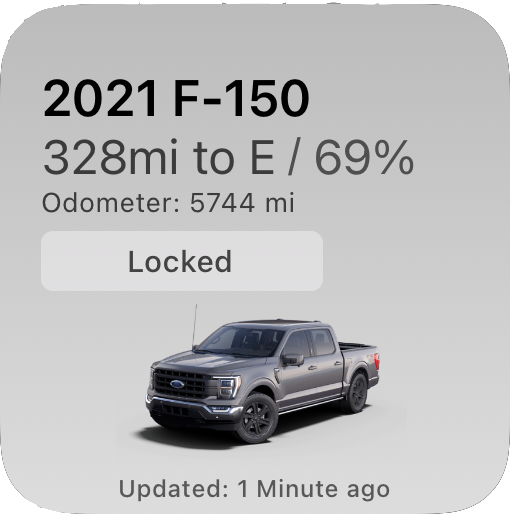 2021 F-150
328mi to E / 69%
Odometer: 5744 mi
Locked
Updated: 1 Minute ago